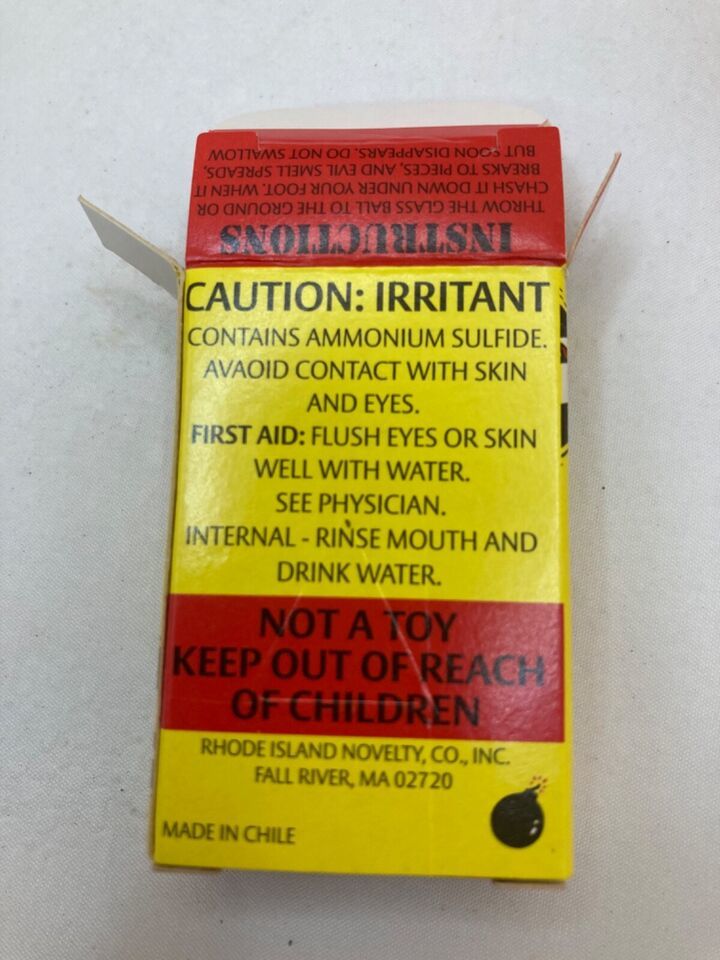 INSTRUCTIONS
THROW THE GLASS BALL TO THE GROUND OR
CHASH IT DOWN UNDER YOUR FOOT. WHEN IT
BREAKS TO PIECES, AND EVIL SMELL SPREADS,
BUT SOON DISAPPEARS. DO NOT SWALLOW
CAUTION: IRRITANT
CONTAINS AMMONIUM SULFIDE.
AVAOID CONTACT WITH SKIN
AND EYES.
FIRST AID: FLUSH EYES OR SKIN
WELL WITH WATER.
SEE PHYSICIAN.
INTERNAL - RINSE MOUTH AND
DRINK WATER.
NOT A TOY
KEEP OUT OF REACH
OF CHILDREN
RHODE ISLAND NOVELTY, CO., INC.
FALL RIVER, MA 02720
MADE IN CHILE